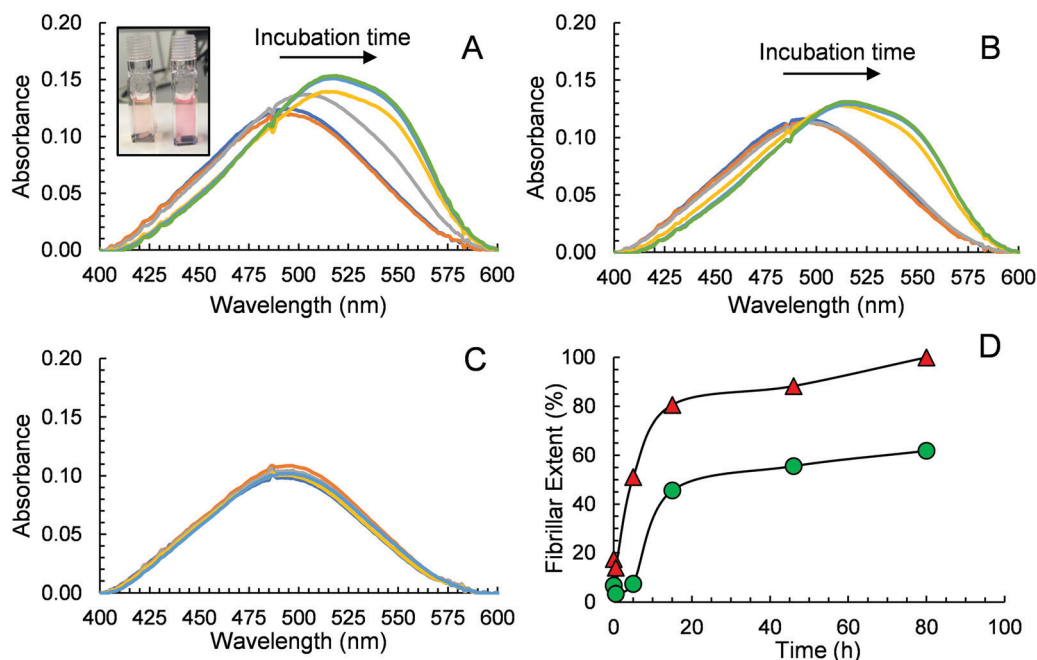 A
Incubation time
Absorbance
0.20
0.15
0.10
0.05
0.00
400 425 450 475 500 525 550 575 600
Wavelength (nm)
B
Incubation time
Absorbance
0.20
0.15
0.10
0.05
0.00
400 425 450 475 500 525 550 575 600
Wavelength (nm)
C
Absorbance
0.20
0.15
0.10
0.05
0.00
400 425 450 475 500 525 550 575 600
Wavelength (nm)
D
Fibrillar Extent (%)
100
80
60
40
20
0
0 20 40 60 80 100
Time (h)